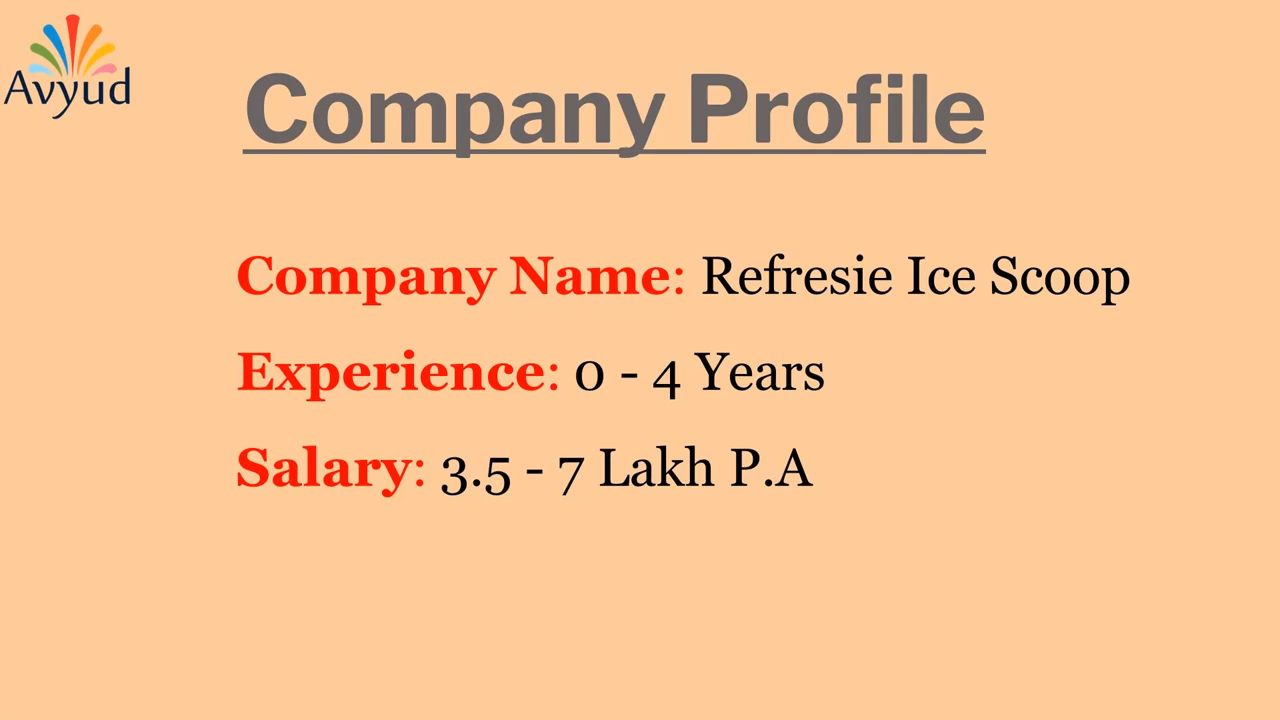 Avyud
Company Profile
Company Name: Refresie Ice Scoop
Experience: 0 - 4 Years
Salary: 3.5 - 7 Lakh P.A